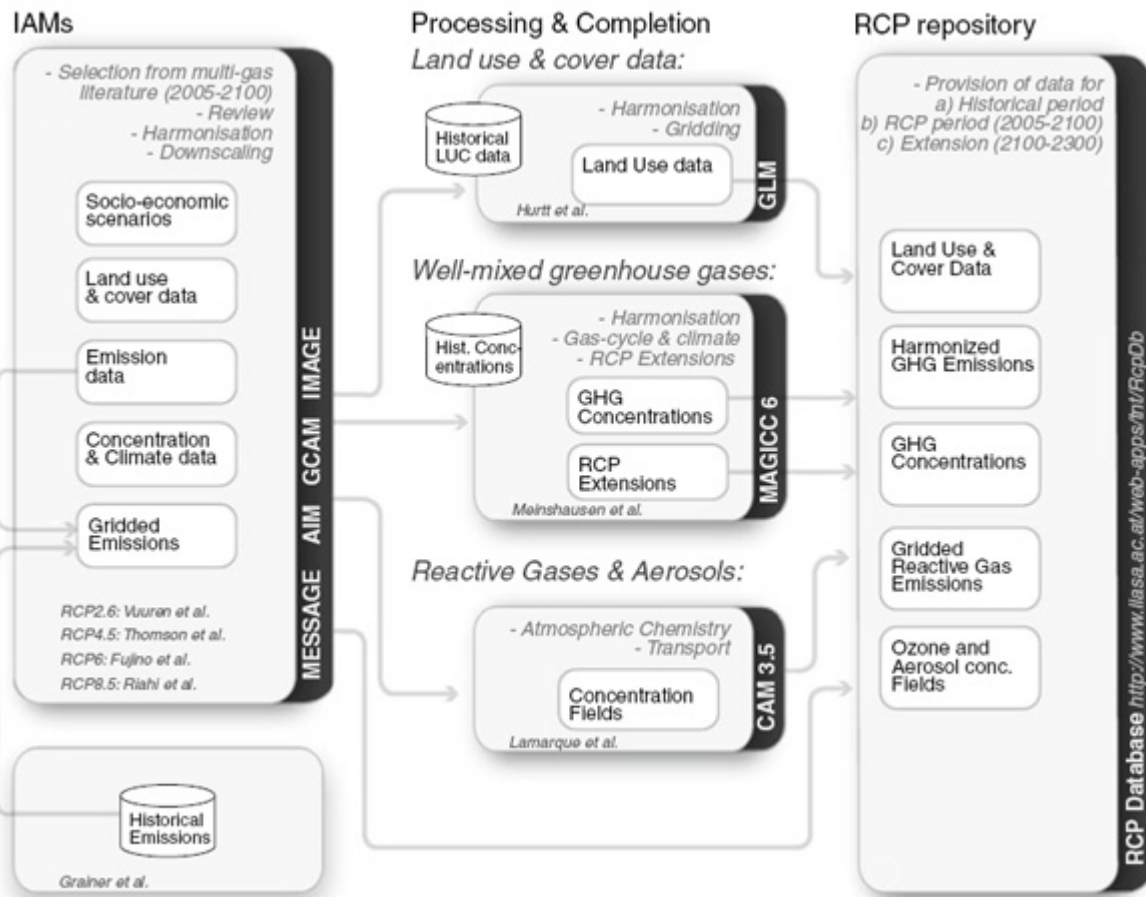 IAMs
- Selection from multi-gas
literature (2005-2100)
- Review
- Harmonisation
- Downscaling
Socio-economic
scenarios
Land use
& cover data
Emission
data
Concentration
& Climate data
Gridded
Emissions
RCP2.6: Vuuren et al.
RCP4.5: Thomson et al.
RCP6: Fujino et al.
RCP8.5: Riahi et al.
MESSAGE AIM GCAM IMAGE
Historical
Emissions
Grainer et al.
Processing & Completion
Land use & cover data:
Historical
LUC data
- Harmonisation
- Gridding
Land Use data
Hurtt et al.
GLM
Well-mixed greenhouse gases:
Hist. Conc-
entrations
- Harmonisation
- Gas-cycle & climate
- RCP Extensions
GHG
Concentrations
RCP
Extensions
Meinshausen et al.
MAGICC 6
Reactive Gases & Aerosols:
- Atmospheric Chemistry
- Transport
Concentration
Fields
Lamarque et al.
CAM 3.5
RCP repository
- Provision of data for
a) Historical period
b) RCP period (2005-2100)
c) Extension (2100-2300)
Land Use &
Cover Data
Harmonized
GHG Emissions
GHG
Concentrations
Gridded
Reactive Gas
Emissions
Ozone and
Aerosol conc.
Fields
RCP Database http://www.iiasa.ac.at/web-apps/tnt/RcpDb